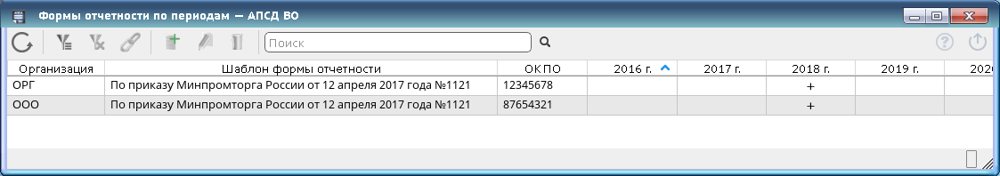 Формы отчетности по периодам — АПСД ВО
Поиск
Организация Шаблон формы отчетности ОКПО 2016 г. 2017 г. 2018 г. 2019 г. 2020
ОРГ По приказу Минпромторга России от 12 апреля 2017 года №1121 12345678 +
ООО По приказу Минпромторга России от 12 апреля 2017 года №1121 87654321 +